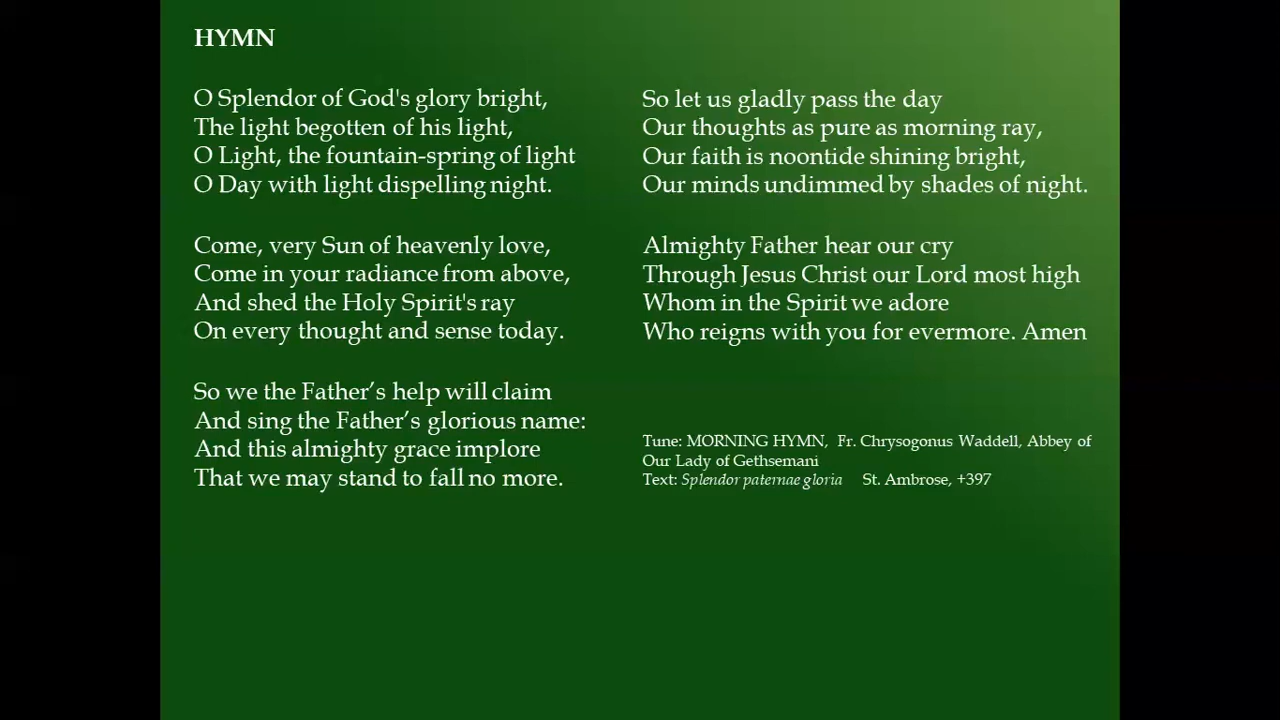 HYMN
O Splendor of God's glory bright,
The light begotten of his light,
O Light, the fountain-spring of light
O Day with light dispelling night.
Come, very Sun of heavenly love,
Come in your radiance from above,
And shed the Holy Spirit's ray
On every thought and sense today.
So we the Father’s help will claim
And sing the Father’s glorious name:
And this almighty grace implore
That we may stand to fall no more.
So let us gladly pass the day
Our thoughts as pure as morning ray,
Our faith is noontide shining bright,
Our minds undimmed by shades of night.
Almighty Father hear our cry
Through Jesus Christ our Lord most high
Whom in the Spirit we adore
Who reigns with you for evermore. Amen
Tune: MORNING HYMN, Fr. Chrysogonus Waddell, Abbey of
Our Lady of Gethsemani
Text: Splendor paternae gloria St. Ambrose, +397